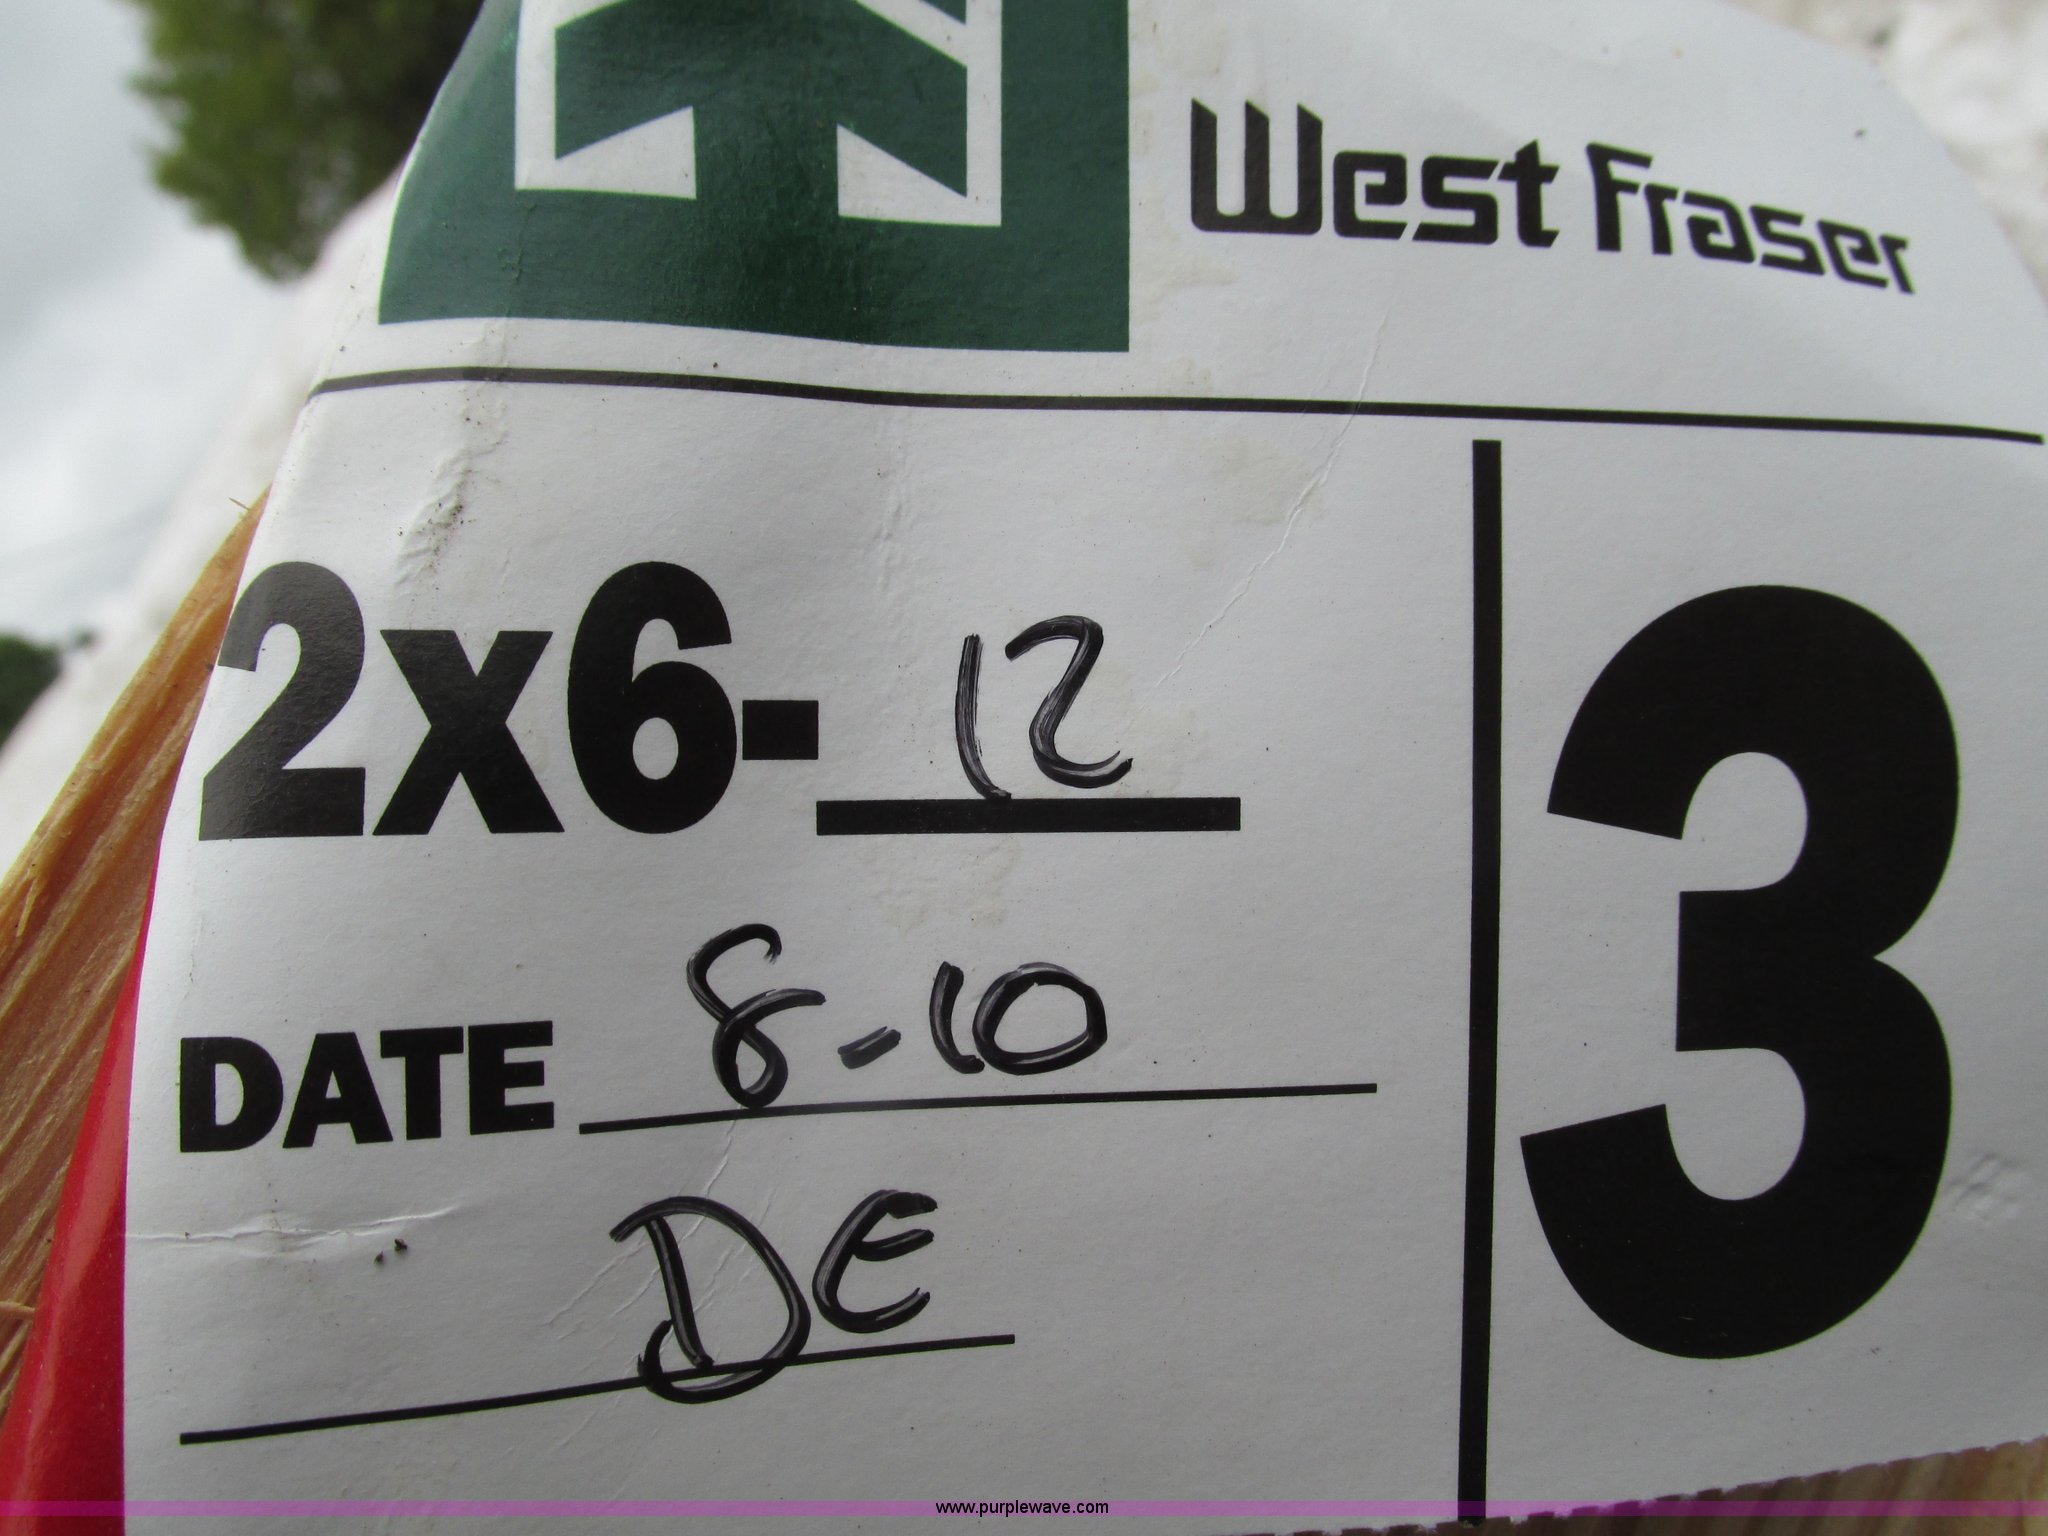 West Fraser
2x6-12
3
DATE 8-10
DE
www.purplewave.com